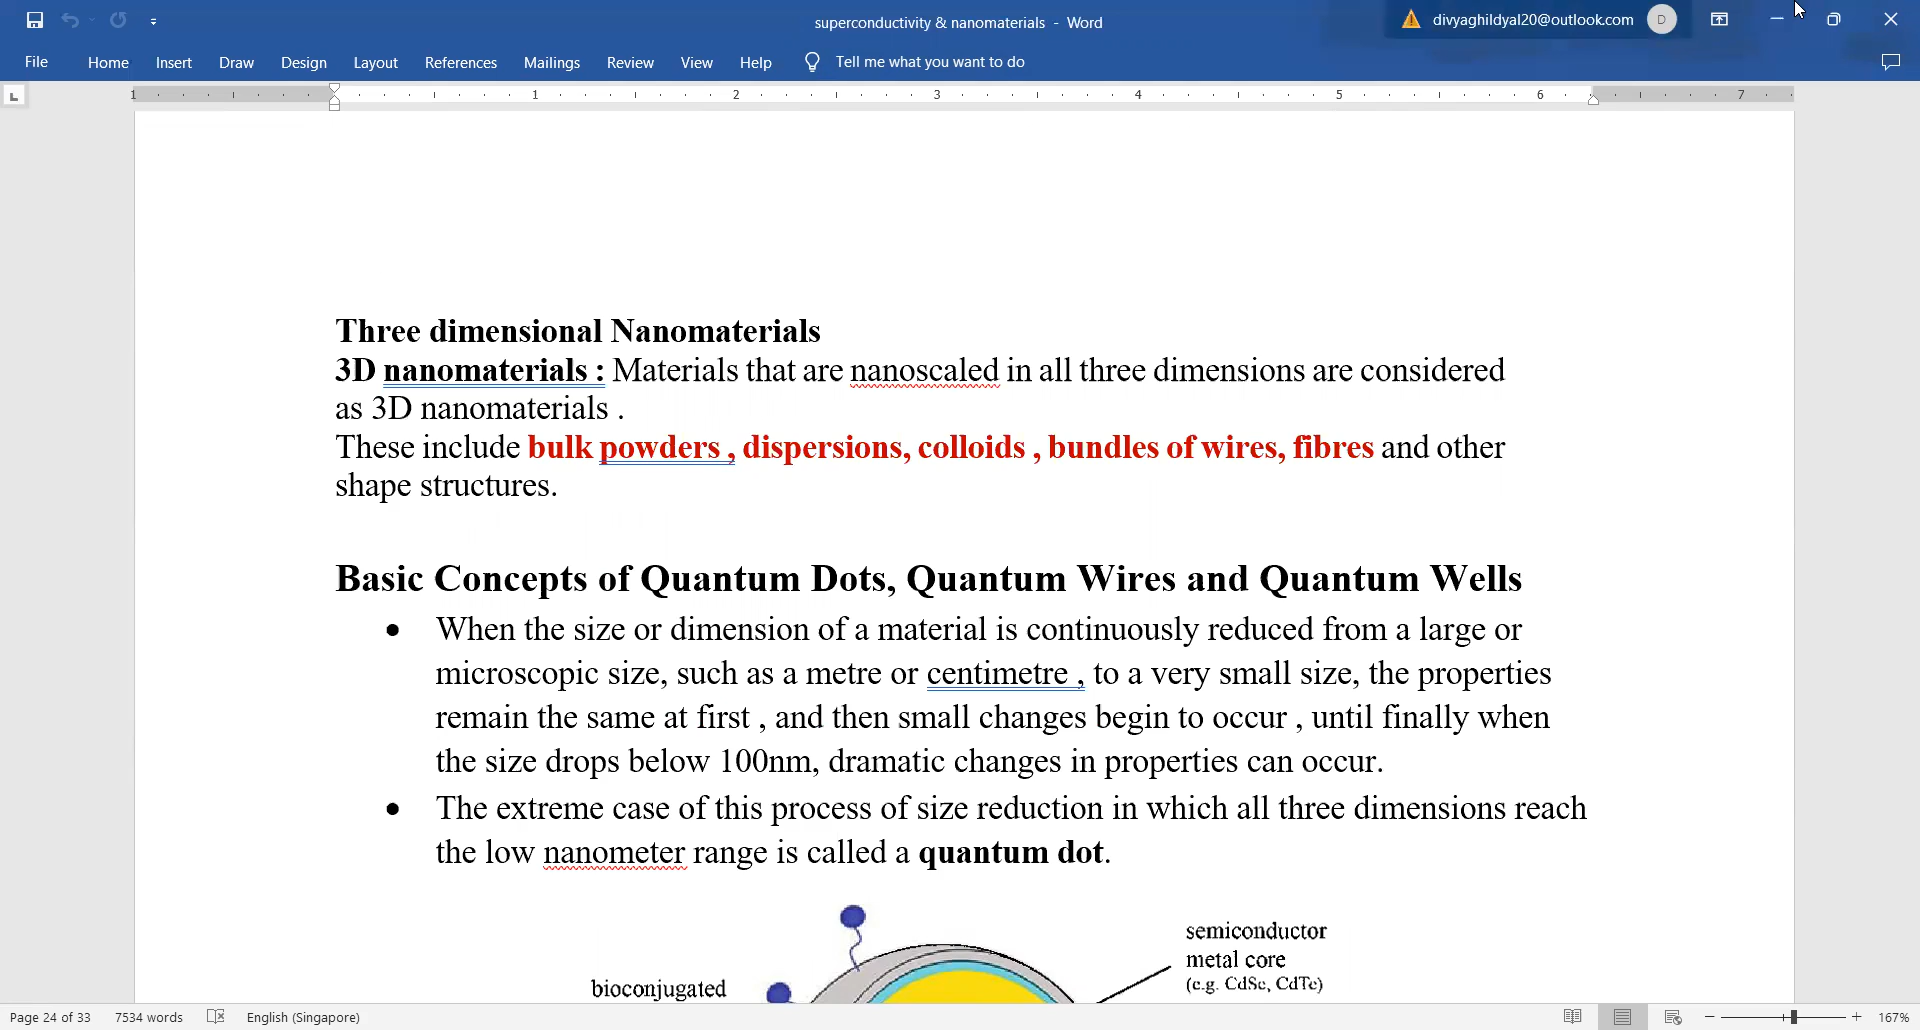 superconductivity & nanomaterials - Word
divyaghildyal20@outlook.com
D
File Home Insert Draw Design Layout References Mailings Review View Help Tell me what you want to do
1 1 2 3 4 5 6 7
Three dimensional Nanomaterials
3D nanomaterials : Materials that are nanoscaled in all three dimensions are considered
as 3D nanomaterials .
These include bulk powders , dispersions, colloids , bundles of wires, fibres and other
shape structures.
Basic Concepts of Quantum Dots, Quantum Wires and Quantum Wells
• When the size or dimension of a material is continuously reduced from a large or
microscopic size, such as a metre or centimetre , to a very small size, the properties
remain the same at first , and then small changes begin to occur , until finally when
the size drops below 100nm, dramatic changes in properties can occur.
• The extreme case of this process of size reduction in which all three dimensions reach
the low nanometer range is called a quantum dot.
semiconductor
metal core
(e.g. CdSe, CdTe)
bioconjugated
Page 24 of 33 7534 words English (Singapore) 167%